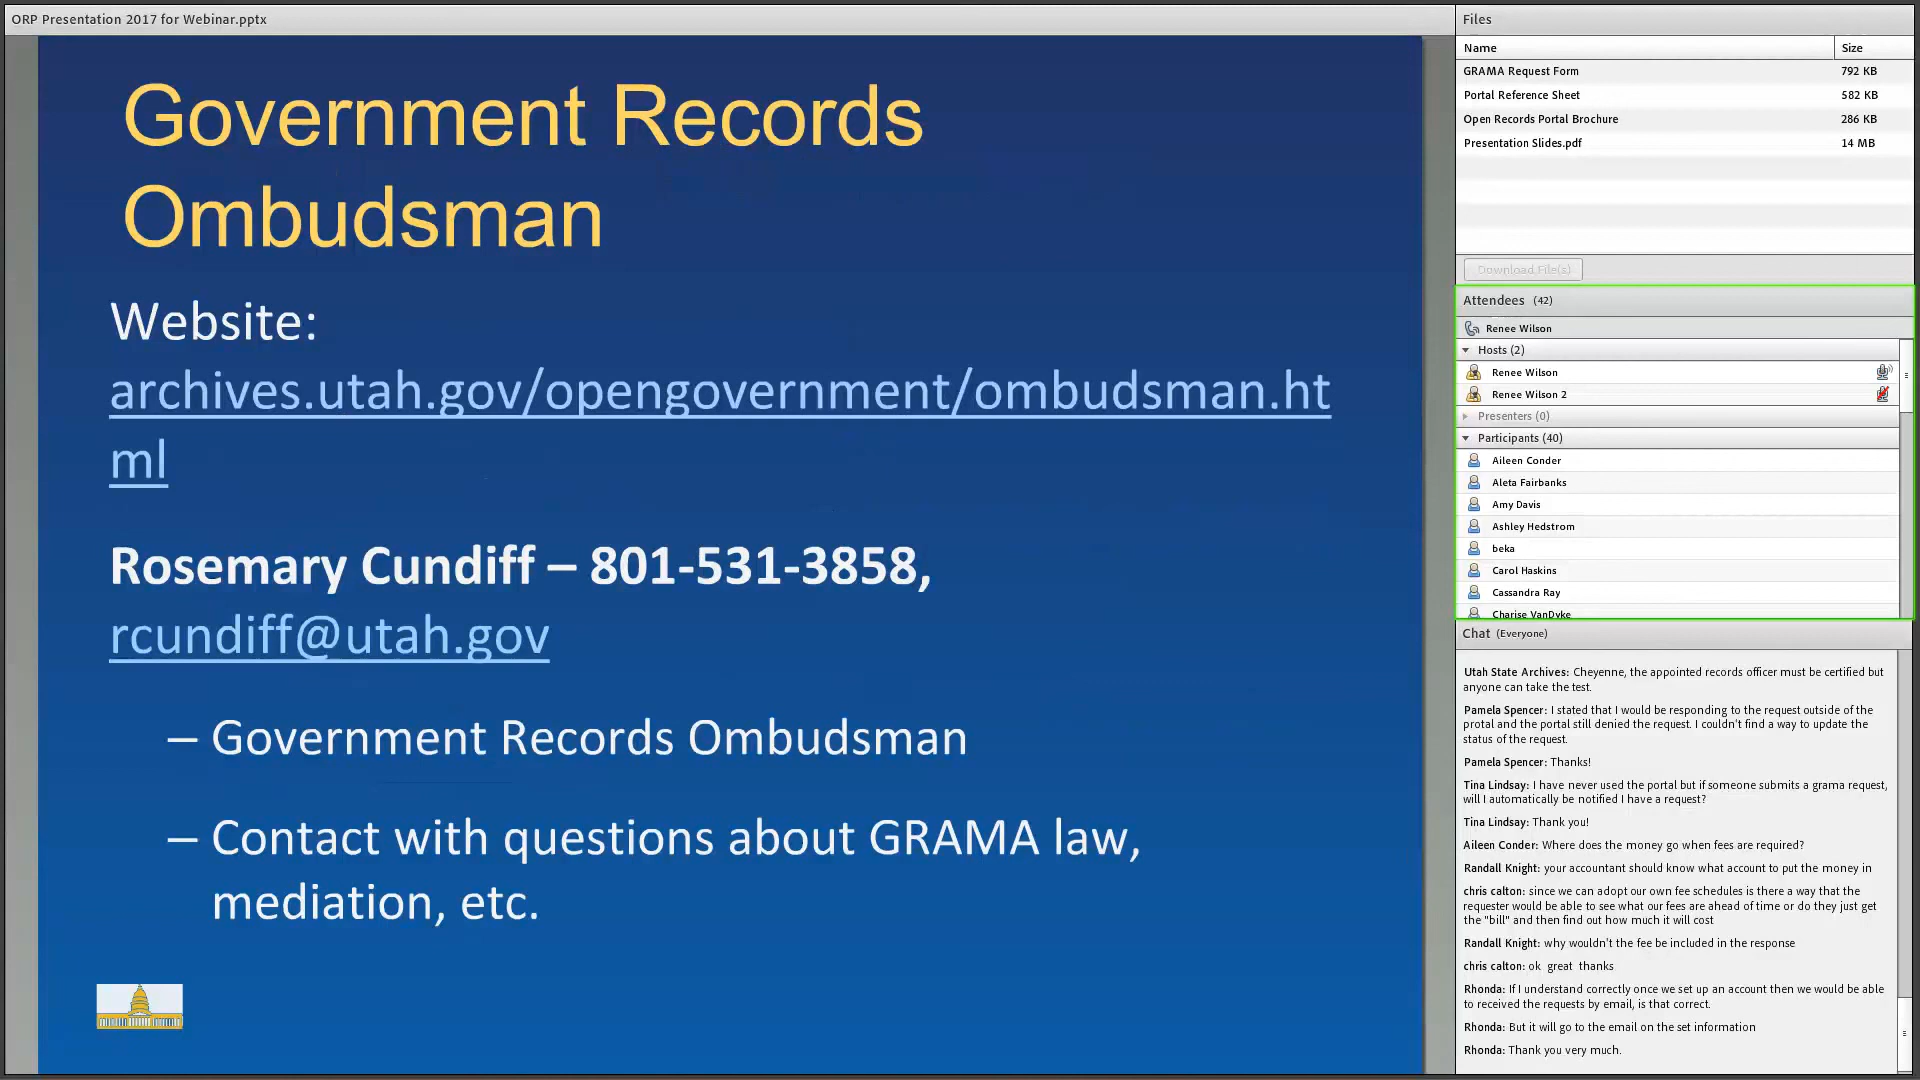 ORP Presentation 2017 for Webinar.pptx
Government Records
Ombudsman
Website:
archives.utah.gov/opengovernment/ombudsman.ht
ml
Rosemary Cundiff – 801-531-3858,
rcundiff@utah.gov
– Government Records Ombudsman
– Contact with questions about GRAMA law,
mediation, etc.
Files
Name Size
GRAMA Request Form 792 KB
Portal Reference Sheet 582 KB
Open Records Portal Brochure 286 KB
Presentation Slides.pdf 14 MB
Download File(s)
Attendees (42)
Renee Wilson
Hosts (2)
Renee Wilson
Renee Wilson 2
Presenters (0)
Participants (40)
Aileen Conder
Aleta Fairbanks
Amy Davis
Ashley Hedstrom
beka
Carol Haskins
Cassandra Ray
Charise VanDyke
Chat (Everyone)
Utah State Archives: Cheyenne, the appointed records officer must be certified but
anyone can take the test.
Pamela Spencer: I stated that I would be responding to the request outside of the
protal and the portal still denied the request. I couldn't find a way to update the
status of the request.
Pamela Spencer: Thanks!
Tina Lindsay: I have never used the portal but if someone submits a grama request,
will I automatically be notified I have a request?
Tina Lindsay: Thank you!
Aileen Conder: Where does the money go when fees are required?
Randall Knight: your accountant should know what account to put the money in
chris calton: since we can adopt our own fee schedules is there a way that the
requester would be able to see what our fees are ahead of time or do they just get
the "bill" and then find out how much it will cost
Randall Knight: why wouldn't the fee be included in the response
chris calton: ok great thanks
Rhonda: If I understand correctly once we set up an account then we would be able
to received the requests by email, is that correct.
Rhonda: But it will go to the email on the set information
Rhonda: Thank you very much.